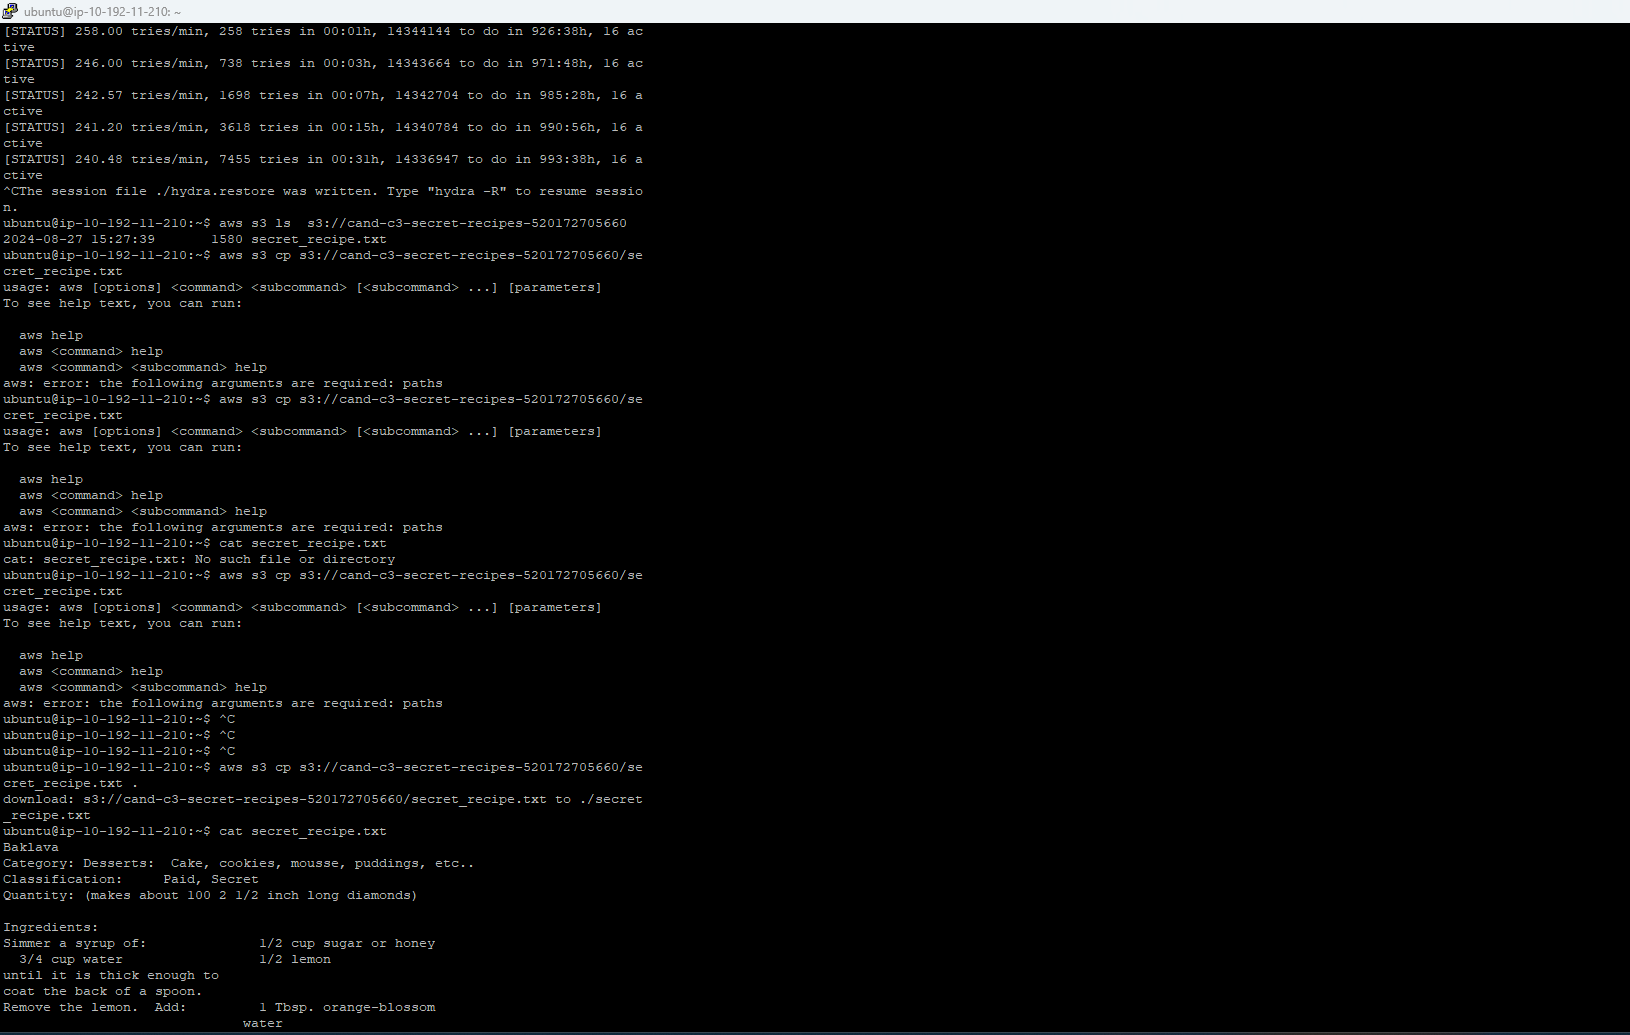 ubuntu@ip-10-192-11-210: ~
[STATUS] 258.00 tries/min, 258 tries in 00:01h, 14344144 to do in 926:38h, 16 ac
tive
[STATUS] 246.00 tries/min, 738 tries in 00:03h, 14343664 to do in 971:48h, 16 ac
tive
[STATUS] 242.57 tries/min, 1698 tries in 00:07h, 14342704 to do in 985:28h, 16 a
ctive
[STATUS] 241.20 tries/min, 3618 tries in 00:15h, 14340784 to do in 990:56h, 16 a
ctive
[STATUS] 240.48 tries/min, 7455 tries in 00:31h, 14336947 to do in 993:38h, 16 a
ctive
^CThe session file ./hydra.restore was written. Type "hydra -R" to resume sessio
n.
ubuntu@ip-10-192-11-210:~$ aws s3 ls  s3://cand-c3-secret-recipes-520172705660
2024-08-27 15:27:39       1580 secret_recipe.txt
ubuntu@ip-10-192-11-210:~$ aws s3 cp s3://cand-c3-secret-recipes-520172705660/se
cret_recipe.txt
usage: aws [options] <command> <subcommand> [<subcommand> ...] [parameters]
To see help text, you can run:

  aws help
  aws <command> help
  aws <command> <subcommand> help
aws: error: the following arguments are required: paths
ubuntu@ip-10-192-11-210:~$ aws s3 cp s3://cand-c3-secret-recipes-520172705660/se
cret_recipe.txt
usage: aws [options] <command> <subcommand> [<subcommand> ...] [parameters]
To see help text, you can run:

  aws help
  aws <command> help
  aws <command> <subcommand> help
aws: error: the following arguments are required: paths
ubuntu@ip-10-192-11-210:~$ cat secret_recipe.txt
cat: secret_recipe.txt: No such file or directory
ubuntu@ip-10-192-11-210:~$ aws s3 cp s3://cand-c3-secret-recipes-520172705660/se
cret_recipe.txt
usage: aws [options] <command> <subcommand> [<subcommand> ...] [parameters]
To see help text, you can run:

  aws help
  aws <command> help
  aws <command> <subcommand> help
aws: error: the following arguments are required: paths
ubuntu@ip-10-192-11-210:~$ ^C
ubuntu@ip-10-192-11-210:~$ ^C
ubuntu@ip-10-192-11-210:~$ ^C
ubuntu@ip-10-192-11-210:~$ aws s3 cp s3://cand-c3-secret-recipes-520172705660/se
cret_recipe.txt .
download: s3://cand-c3-secret-recipes-520172705660/secret_recipe.txt to ./secret
_recipe.txt
ubuntu@ip-10-192-11-210:~$ cat secret_recipe.txt
Baklava
Category: Desserts:  Cake, cookies, mousse, puddings, etc..
Classification:     Paid, Secret
Quantity: (makes about 100 2 1/2 inch long diamonds)

Ingredients:
Simmer a syrup of:              1/2 cup sugar or honey
  3/4 cup water                 1/2 lemon
until it is thick enough to
coat the back of a spoon.
Remove the lemon.  Add:         1 Tbsp. orange-blossom
                              water